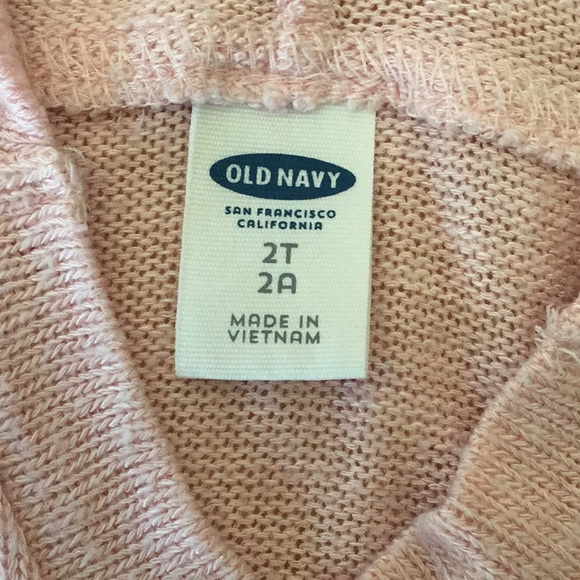 OLD NAVY
SAN FRANCISCO
CALIFORNIA
2T
2A
MADE IN
VIETNAM